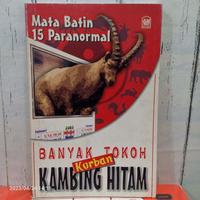 Mata Batin
15 Paranormal
BANYAK TOKOH
Kurban
KAMBING HITAM